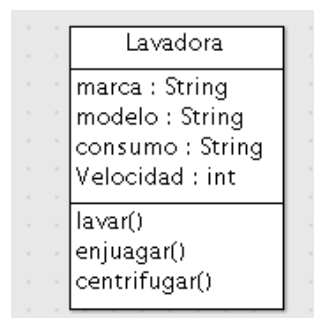 Lavadora
marca : String
modelo : String
consumo : String
Velocidad : int
lavar()
enjuagar()
centrifugar()